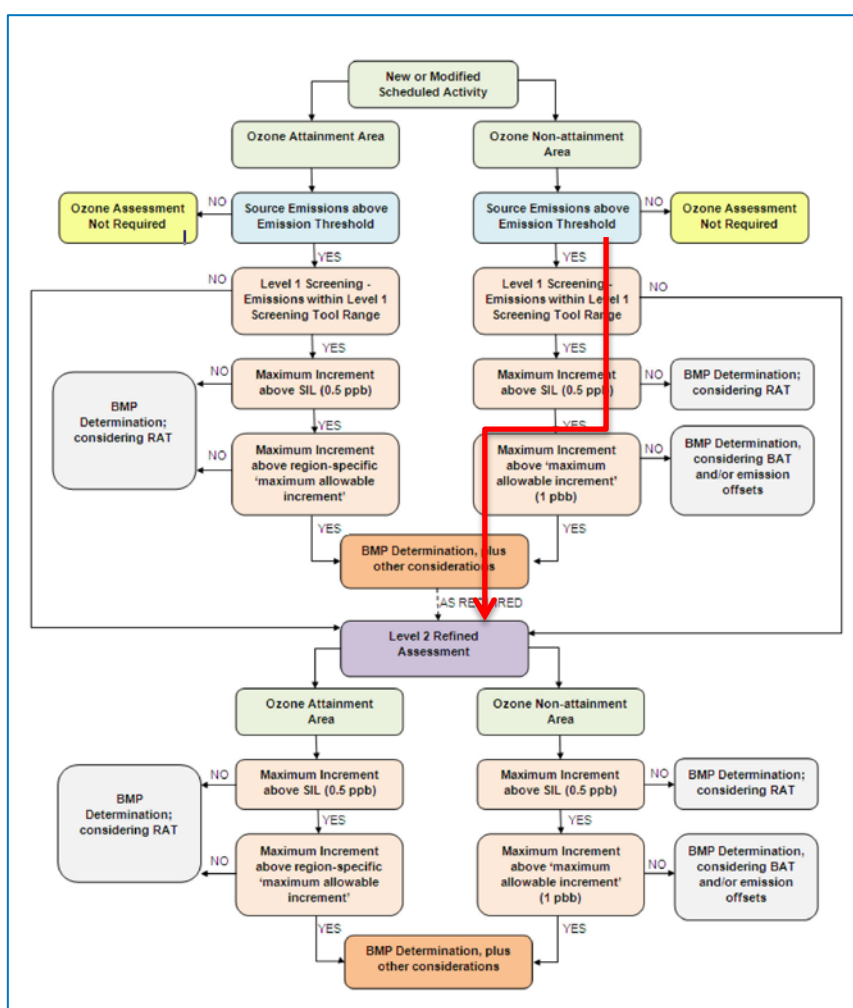 New or Modified
Scheduled Activity
Ozone Attainment Area
Ozone Non-attainment
Area
NO
NO
Ozone Assessment
Not Required
Source Emissions above
Emission Threshold
Source Emissions above
Emission Threshold
Ozone Assessment
Not Required
YES
YES
NO
NO
Level 1 Screening -
Emissions within Level 1
Screening Tool Range
Level 1 Screening -
Emissions within Level 1
Screening Tool Range
YES
YES
BMP
Determination;
considering RAT
NO
Maximum Increment
above SIL (0.5 ppb)
Maximum Increment
above SIL (0.5 ppb)
NO
BMP Determination;
considering RAT
YES
YES
NO
Maximum Increment
above region-specific
‘maximum allowable
increment’
Maximum Increment
above ‘maximum
allowable increment’
(1 pbb)
NO
BMP Determination,
considering BAT
and/or emission
offsets
YES
YES
BMP Determination, plus
other considerations
AS REQUIRED
Level 2 Refined
Assessment
Ozone Attainment
Area
Ozone Non-attainment
Area
BMP
Determination;
considering RAT
NO
Maximum Increment
above SIL (0.5 ppb)
Maximum Increment
above SIL (0.5 ppb)
NO
BMP Determination;
considering RAT
YES
YES
NO
Maximum Increment
above region-specific
‘maximum allowable
increment’
Maximum Increment
above ‘maximum
allowable increment’
(1 pbb)
NO
BMP Determination,
considering BAT
and/or emission
offsets
YES
YES
BMP Determination, plus
other considerations